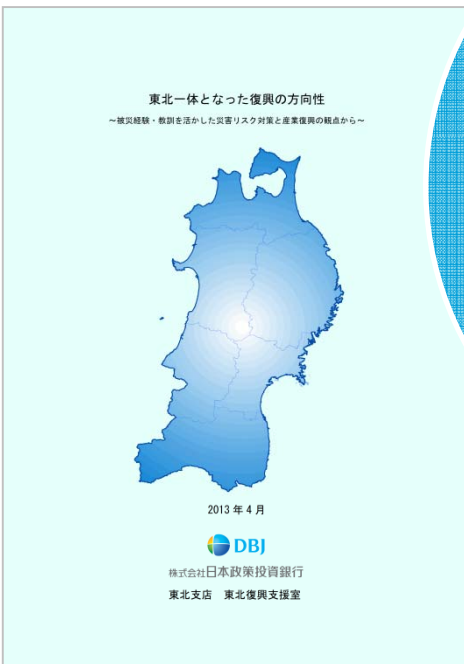 東北一体となった復興の方向性
~被災経験・教訓を活かした災害リスク対策と産業復興の観点から~
2013 年 4 月
DBJ
株式会社日本政策投資銀行
東北支店 東北復興支援室